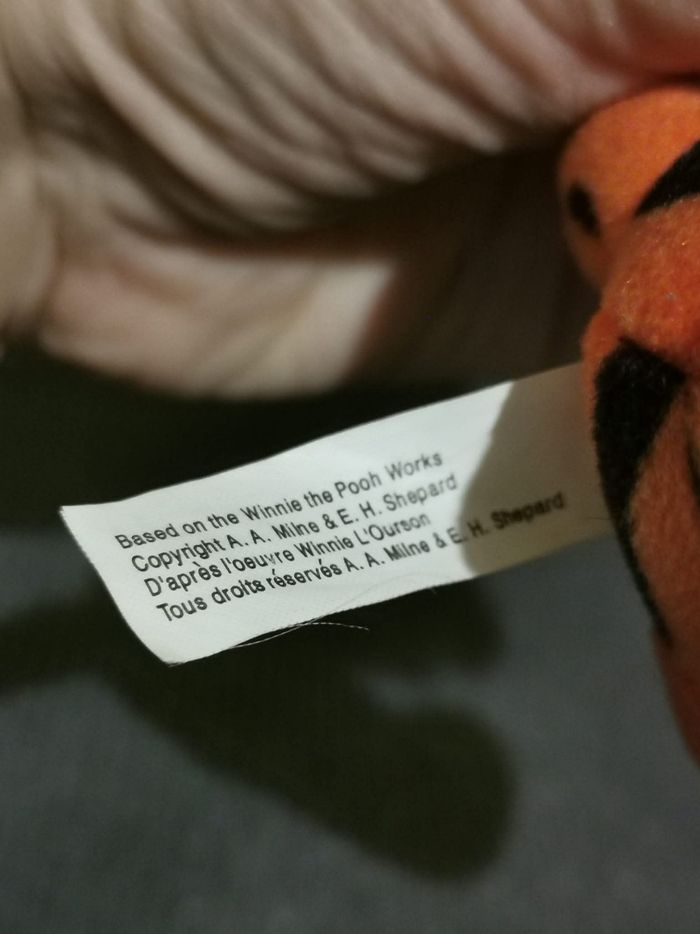 Based on the Winnie the Pooh Works
Copyright A. A. Milne & E. H. Shepard
D'après l'oeuvre Winnie L'Ourson
Tous droits réservés A. A. Milne & E. H. Shepard